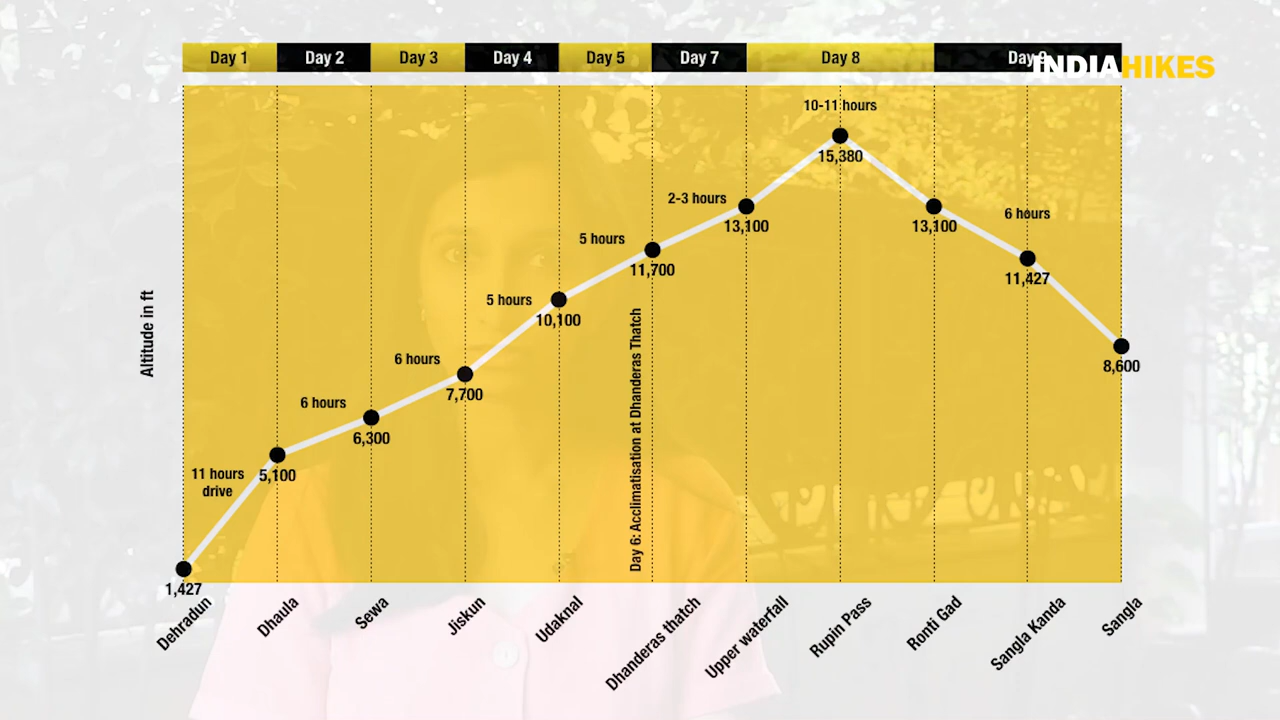 Day 1
Day 2
Day 3
Day 4
Day 5
Day 7
Day 8
Day
INDIAHIKES
10-11 hours
15,380
2-3 hours
13,100
13,100
6 hours
5 hours
11,700
11,427
5 hours
10,100
6 hours
7,700
8,600
6 hours
6,300
11 hours
drive
5,100
1,427
Altitude in ft
Day 6: Acclimatisation at Dhanderas Thatch
Dehradun
Dhaula
Sewa
Jiskun
Udaknal
Dhanderas thatch
Upper waterfall
Rupin Pass
Ronti Gad
Sangla Kanda
Sangla